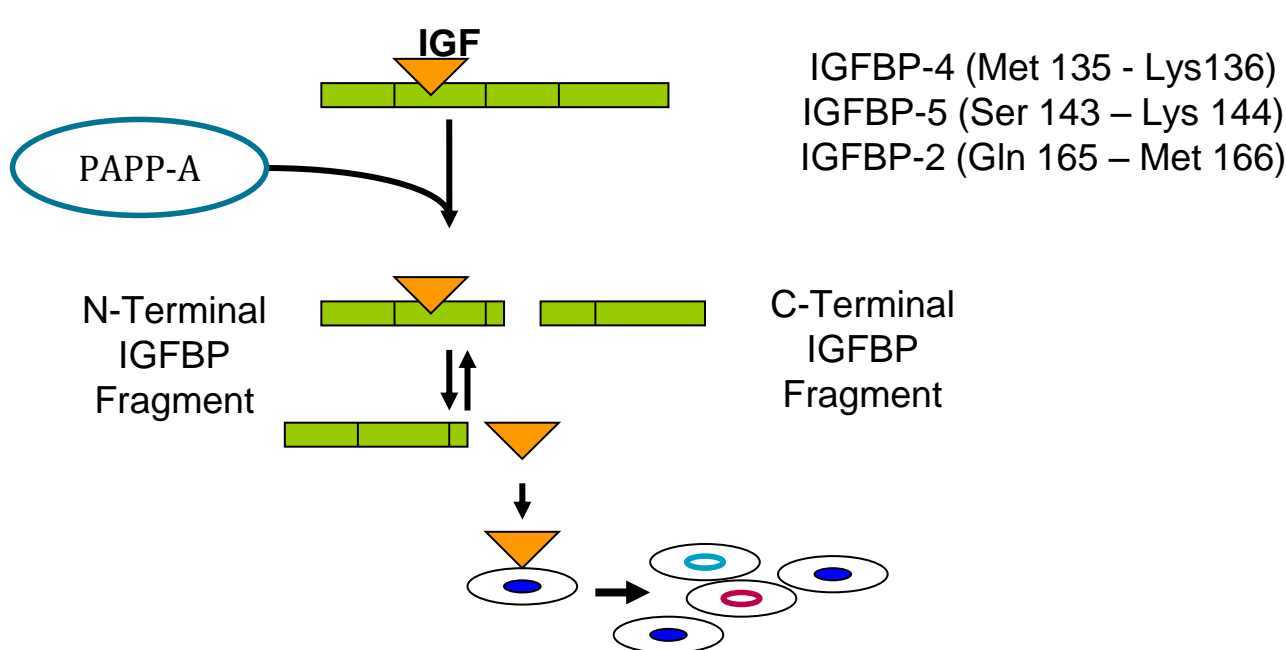 IGF
IGFBP-4 (Met 135 - Lys136)
IGFBP-5 (Ser 143 – Lys 144)
IGFBP-2 (Gln 165 – Met 166)
PAPP-A
N-Terminal
IGFBP
Fragment
C-Terminal
IGFBP
Fragment